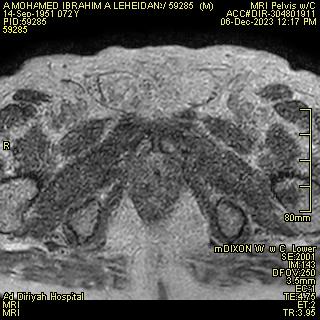 A MOHAMED IBRAHIM A LEHEIDAN:/ 59285 (M)
14-Sep-1951 072Y
PID:59285
59285
MRI Pelvis w/C
ACC#DIR-304801911
06-Dec-2023 12:17 PM
R
80mm
mDIXON W w C Lower
SE:2001
IM:143
DFOV:250
3.5mm
EC:1
TE:4.75
ET:2
TR:3.95
Ad Diriyah Hospital
MRI
MRI